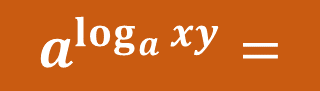 a^{log_a xy} =